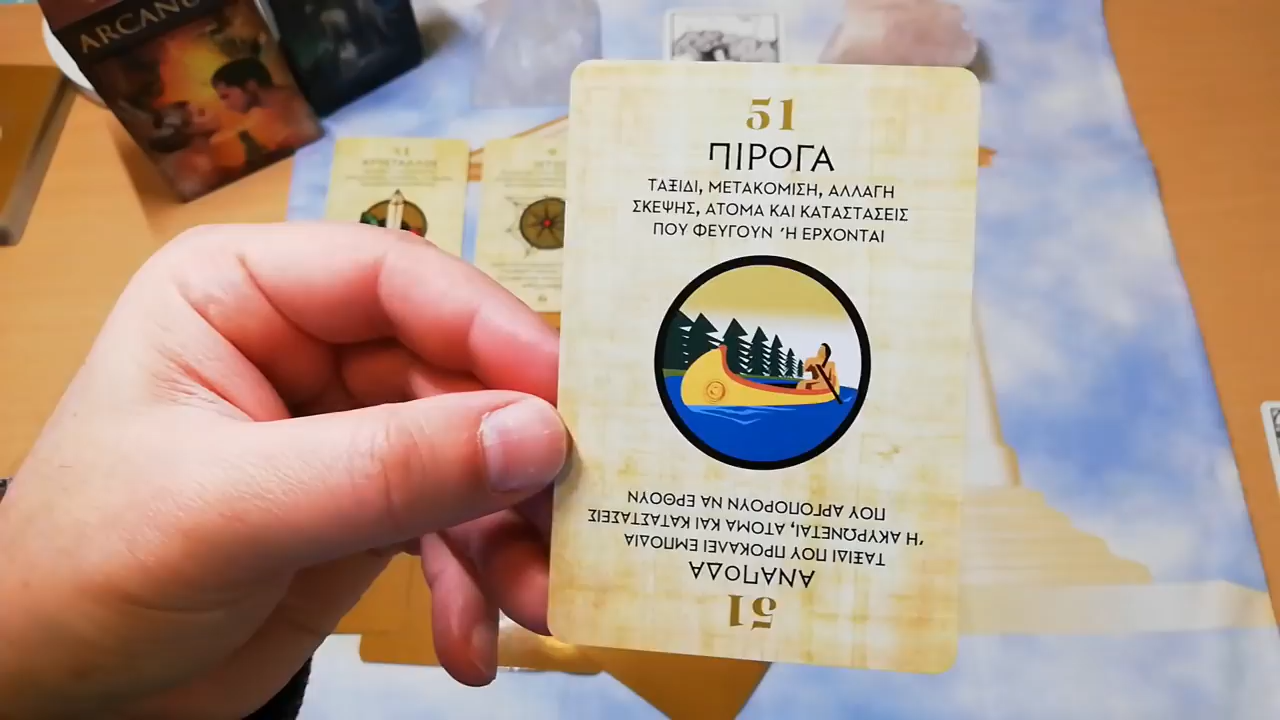 ARCANU
51
ΠΙΡΟΓΑ
ΤΑΞΙΔΙ, ΜΕΤΑΚΟΜΙΣΗ, ΑΛΛΑΓΗ
ΣΚΕΨΗΣ, ΑΤΟΜΑ ΚΑΙ ΚΑΤΑΣΤΑΣΕΙΣ
ΠΟΥ ΦΕΥΓΟΥΝ Ή ΕΡΧΟΝΤΑΙ
51
ΑΝΑΠΟΔΑ
ΤΑΞΙΔΙ ΠΟΥ ΠΡΟΚΑΛΕΙ ΕΜΠΟΔΙΑ
Ή ΑΚΥΡΩΝΕΤΑΙ, ΑΤΟΜΑ ΚΑΙ ΚΑΤΑΣΤΑΣΕΙΣ
ΠΟΥ ΑΡΓΟΠΟΡΟΥΝ ΝΑ ΕΡΘΟΥΝ